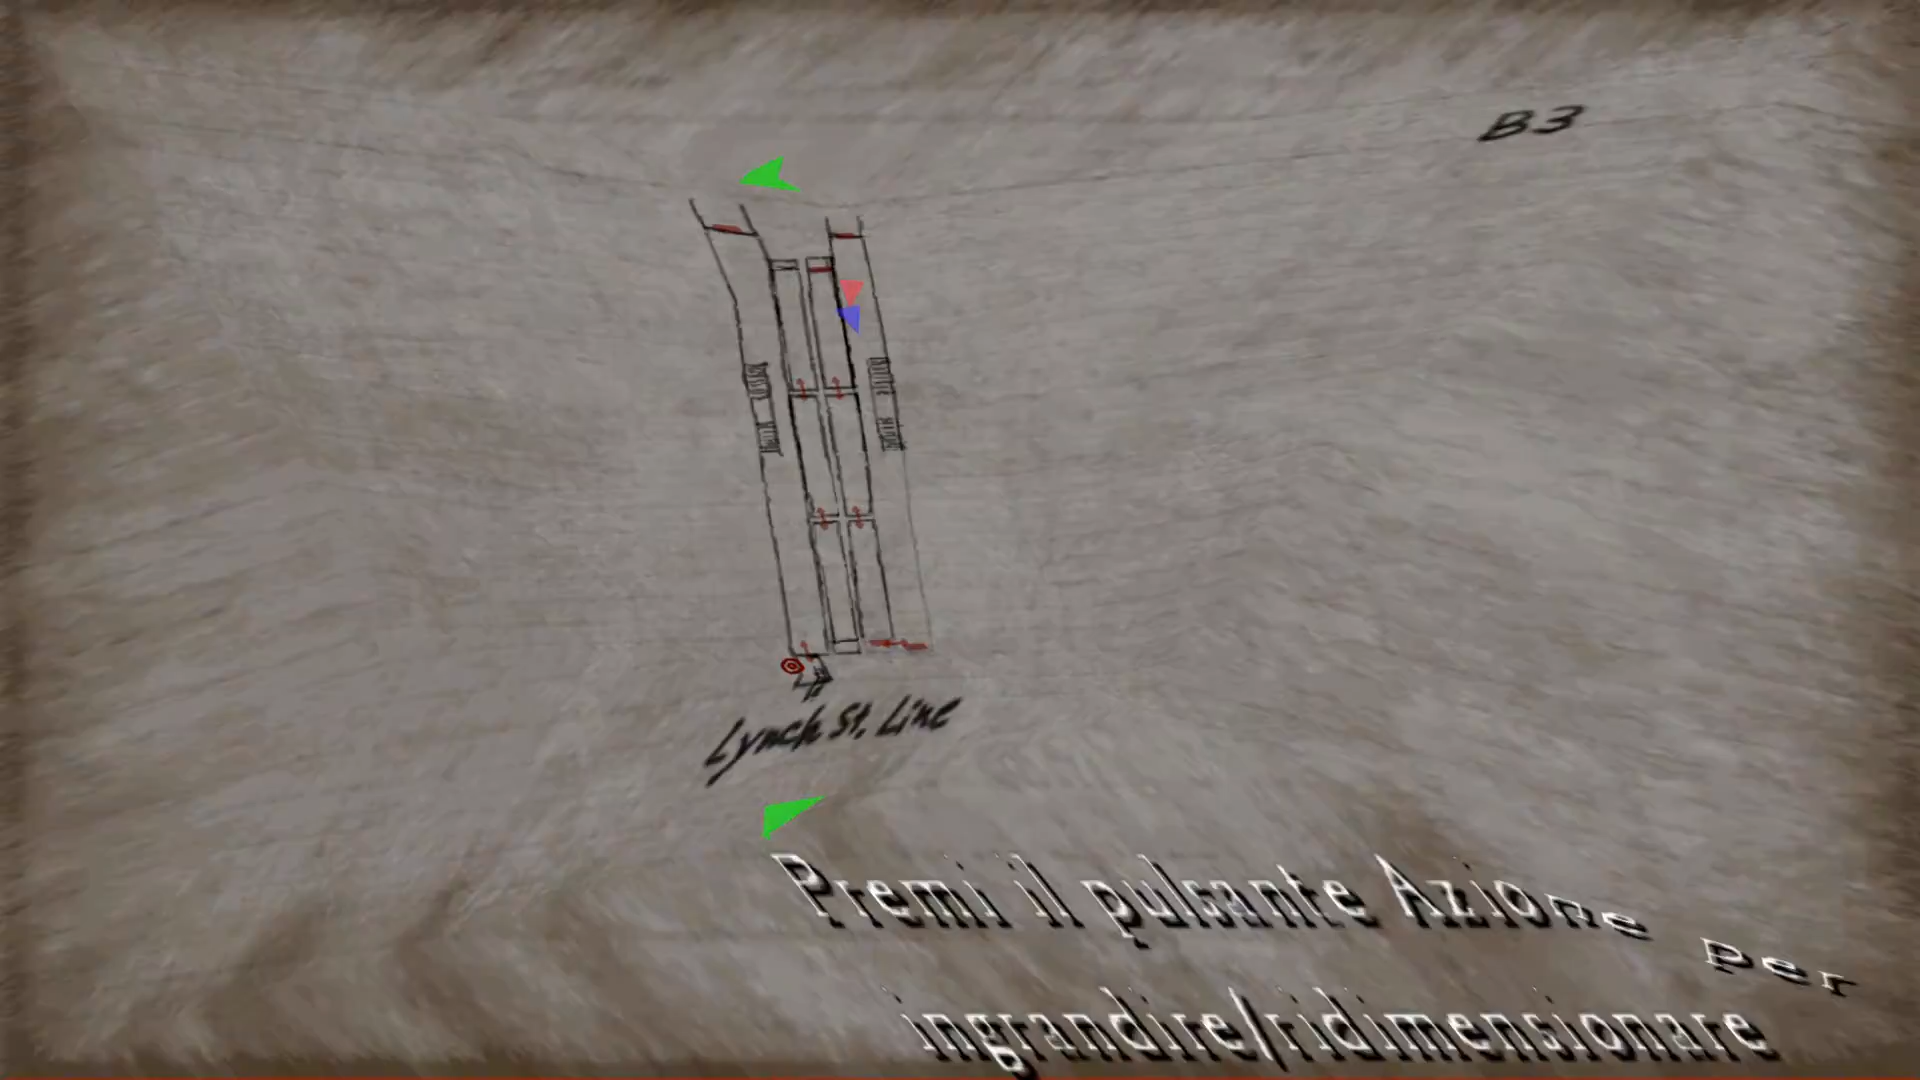 B3
Lynch St. Line
Premi il pulsante Azione per
ingrandire/ridimensionare